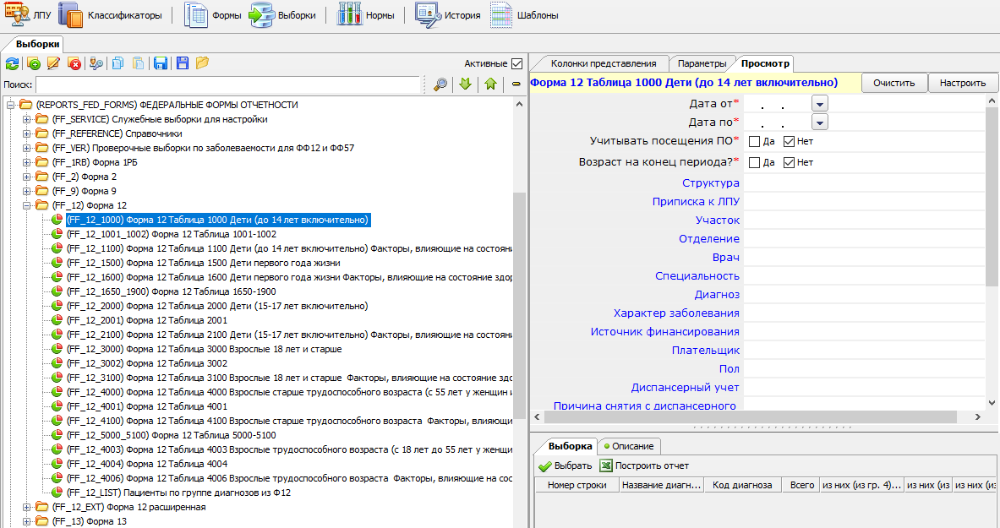 ЛПУ Классификаторы Формы Выборки Нормы История Шаблоны
Выборки
Активные
Поиск:
(REPORTS_FED_FORMS) ФЕДЕРАЛЬНЫЕ ФОРМЫ ОТЧЕТНОСТИ
(FF_SERVICE) Служебные выборки для настройки
(FF_REFERENCE) Справочники
(FF_VER) Проверочные выборки по заболеваемости для ФФ12 и ФФ57
(FF_1RB) Форма 1РБ
(FF_2) Форма 2
(FF_9) Форма 9
(FF_12) Форма 12
(FF_12_1000) Форма 12 Таблица 1000 Дети (до 14 лет включительно)
(FF_12_1001_1002) Форма 12 Таблица 1001-1002
(FF_12_1100) Форма 12 Таблица 1100 Дети (до 14 лет включительно) Факторы, влияющие на состояни
(FF_12_1500) Форма 12 Таблица 1500 Дети первого года жизни
(FF_12_1600) Форма 12 Таблица 1600 Дети первого года жизни Факторы, влияющие на состояние здор
(FF_12_1650_1900) Форма 12 Таблица 1650-1900
(FF_12_2000) Форма 12 Таблица 2000 Дети (15-17 лет включительно)
(FF_12_2001) Форма 12 Таблица 2001
(FF_12_2100) Форма 12 Таблица 2100 Дети (15-17 лет включительно) Факторы, влияющие на состояни
(FF_12_3000) Форма 12 Таблица 3000 Взрослые 18 лет и старше
(FF_12_3002) Форма 12 Таблица 3002
(FF_12_3100) Форма 12 Таблица 3100 Взрослые 18 лет и старше Факторы, влияющие на состояние здо
(FF_12_4000) Форма 12 Таблица 4000 Взрослые старше трудоспособного возраста (с 55 лет у женщин и
(FF_12_4001) Форма 12 Таблица 4001
(FF_12_4100) Форма 12 Таблица 4100 Взрослые старше трудоспособного возраста Факторы, влияющи
(FF_12_5000_5100) Форма 12 Таблица 5000-5100
(FF_12_4003) Форма 12 Таблица 4003 Взрослые трудоспособного возраста (с 18 лет до 55 лет у женщи
(FF_12_4004) Форма 12 Таблица 4004
(FF_12_4006) Форма 12 Таблица 4006 Взрослые трудоспособного возраста Факторы, влияющие на сос
(FF_12_LIST) Пациенты по группе диагнозов из Ф12
(FF_12_EXT) Форма 12 расширенная
(FF_13) Форма 13
Колонки представления Параметры Просмотр
Форма 12 Таблица 1000 Дети (до 14 лет включительно) Очистить Настроить
Дата от* . .
Дата по* . .
Учитывать посещения ПО* Да Нет
Возраст на конец периода?* Да Нет
Структура
Приписка к ЛПУ
Участок
Отделение
Врач
Специальность
Диагноз
Характер заболевания
Источник финансирования
Плательщик
Пол
Диспансерный учет
Причина снятия с диспансерного
Выборка Описание
Выбрать Построить отчет
Номер строки Название диагн... Код диагноза Всего из них (из гр. 4)... из них (из из них (из